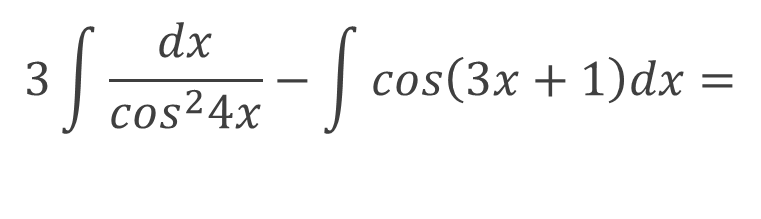 3∫ dx/cos²4x − ∫ cos(3x + 1)dx =